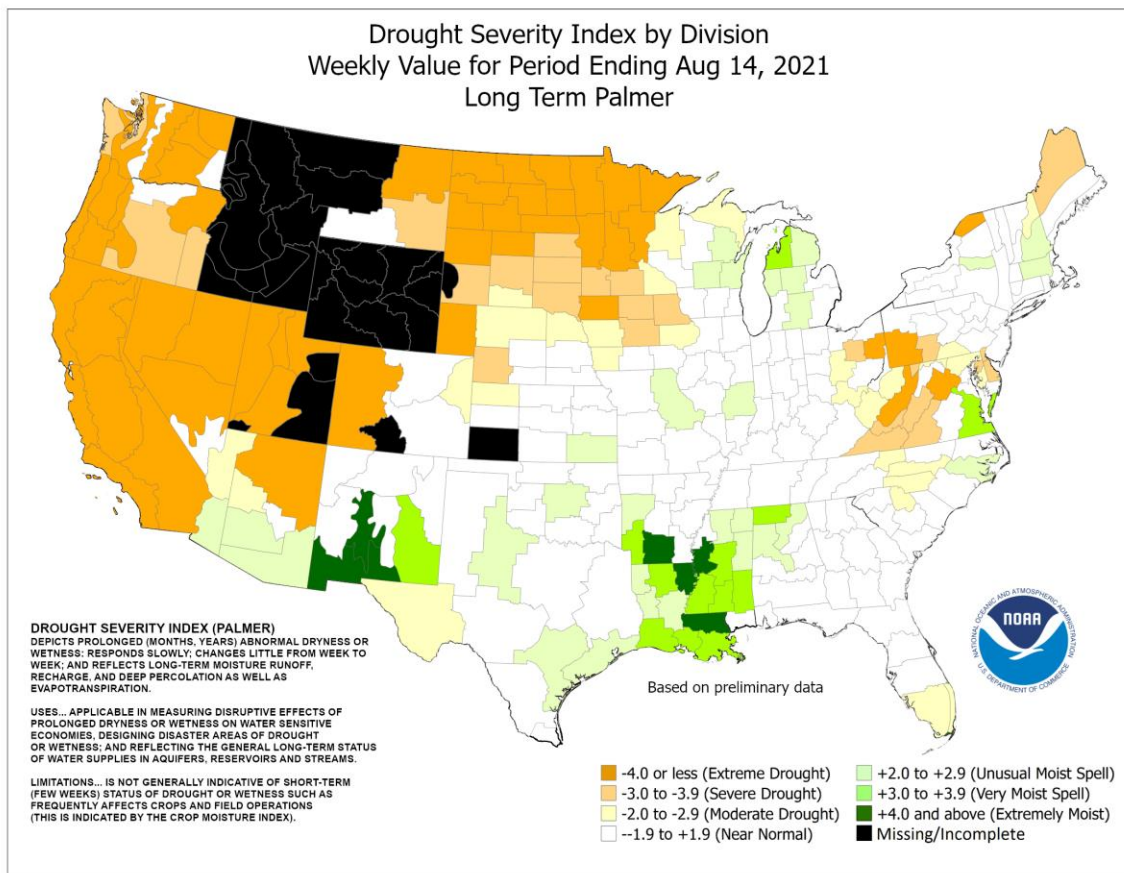 Drought Severity Index by Division
Weekly Value for Period Ending Aug 14, 2021
Long Term Palmer
DROUGHT SEVERITY INDEX (PALMER)
DEPICTS PROLONGED (MONTHS, YEARS) ABNORMAL DRYNESS OR
WETNESS: RESPONDS SLOWLY; CHANGES LITTLE FROM WEEK TO
WEEK; AND REFLECTS LONG-TERM MOISTURE RUNOFF,
RECHARGE, AND DEEP PERCOLATION AS WELL AS
EVAPOTRANSPIRATION.
USES... APPLICABLE IN MEASURING DISRUPTIVE EFFECTS OF
PROLONGED DRYNESS OR WETNESS ON WATER SENSITIVE
ECONOMIES, DESIGNING DISASTER AREAS OF DROUGHT
OR WETNESS; AND REFLECTING THE GENERAL LONG-TERM STATUS
OF WATER SUPPLIES IN AQUIFERS, RESERVOIRS AND STREAMS.
LIMITATIONS... IS NOT GENERALLY INDICATIVE OF SHORT-TERM
(FEW WEEKS) STATUS OF DROUGHT OR WETNESS SUCH AS
FREQUENTLY AFFECTS CROPS AND FIELD OPERATIONS
(THIS IS INDICATED BY THE CROP MOISTURE INDEX).
Based on preliminary data
NATIONAL OCEANIC AND ATMOSPHERIC ADMINISTRATION
NOAA
U.S. DEPARTMENT OF COMMERCE
-4.0 or less (Extreme Drought)
-3.0 to -3.9 (Severe Drought)
-2.0 to -2.9 (Moderate Drought)
--1.9 to +1.9 (Near Normal)
+2.0 to +2.9 (Unusual Moist Spell)
+3.0 to +3.9 (Very Moist Spell)
+4.0 and above (Extremely Moist)
Missing/Incomplete